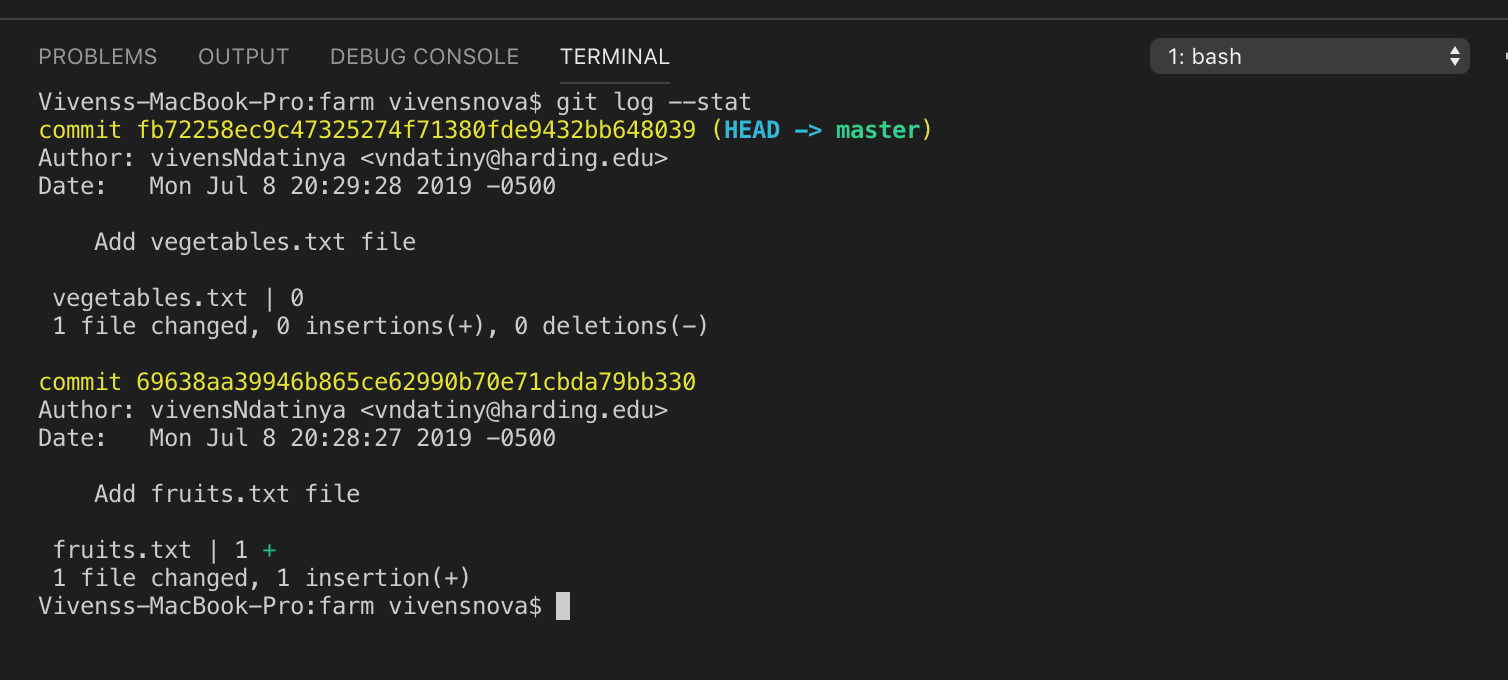 PROBLEMS OUTPUT DEBUG CONSOLE TERMINAL 1: bash
Vivenss-MacBook-Pro:farm vivensnova$ git log --stat
commit fb72258ec9c47325274f71380fde9432bb648039 (HEAD -> master)
Author: vivensNdatinya <vndatiny@harding.edu>
Date:   Mon Jul 8 20:29:28 2019 -0500
    Add vegetables.txt file
 vegetables.txt | 0
 1 file changed, 0 insertions(+), 0 deletions(-)
commit 69638aa39946b865ce62990b70e71cbda79bb330
Author: vivensNdatinya <vndatiny@harding.edu>
Date:   Mon Jul 8 20:28:27 2019 -0500
    Add fruits.txt file
 fruits.txt | 1 +
 1 file changed, 1 insertion(+)
Vivenss-MacBook-Pro:farm vivensnova$